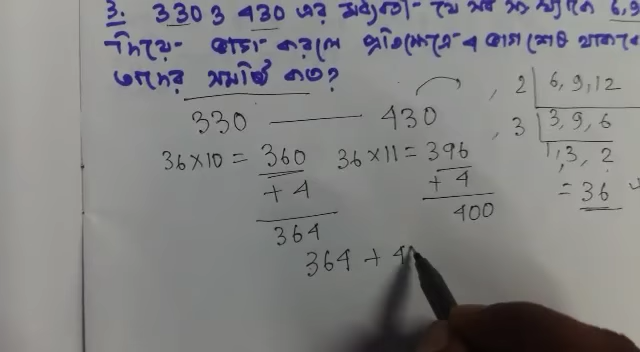 3. 330 ও 430 এর মধ্যবর্তী যে সব সংখ্যাকে 6, 9
দিয়ে ভাগ করলে প্রতিক্ষেত্রে 4 ভাগ শেষ থাকবে
তাদের সমষ্টি কত?
330 — 430
2 | 6, 9, 12
3 | 3, 9, 6
1, 3, 2
= 36
36×10 = 360
+ 4
364
36×11 = 396
+ 4
400
364 + 4